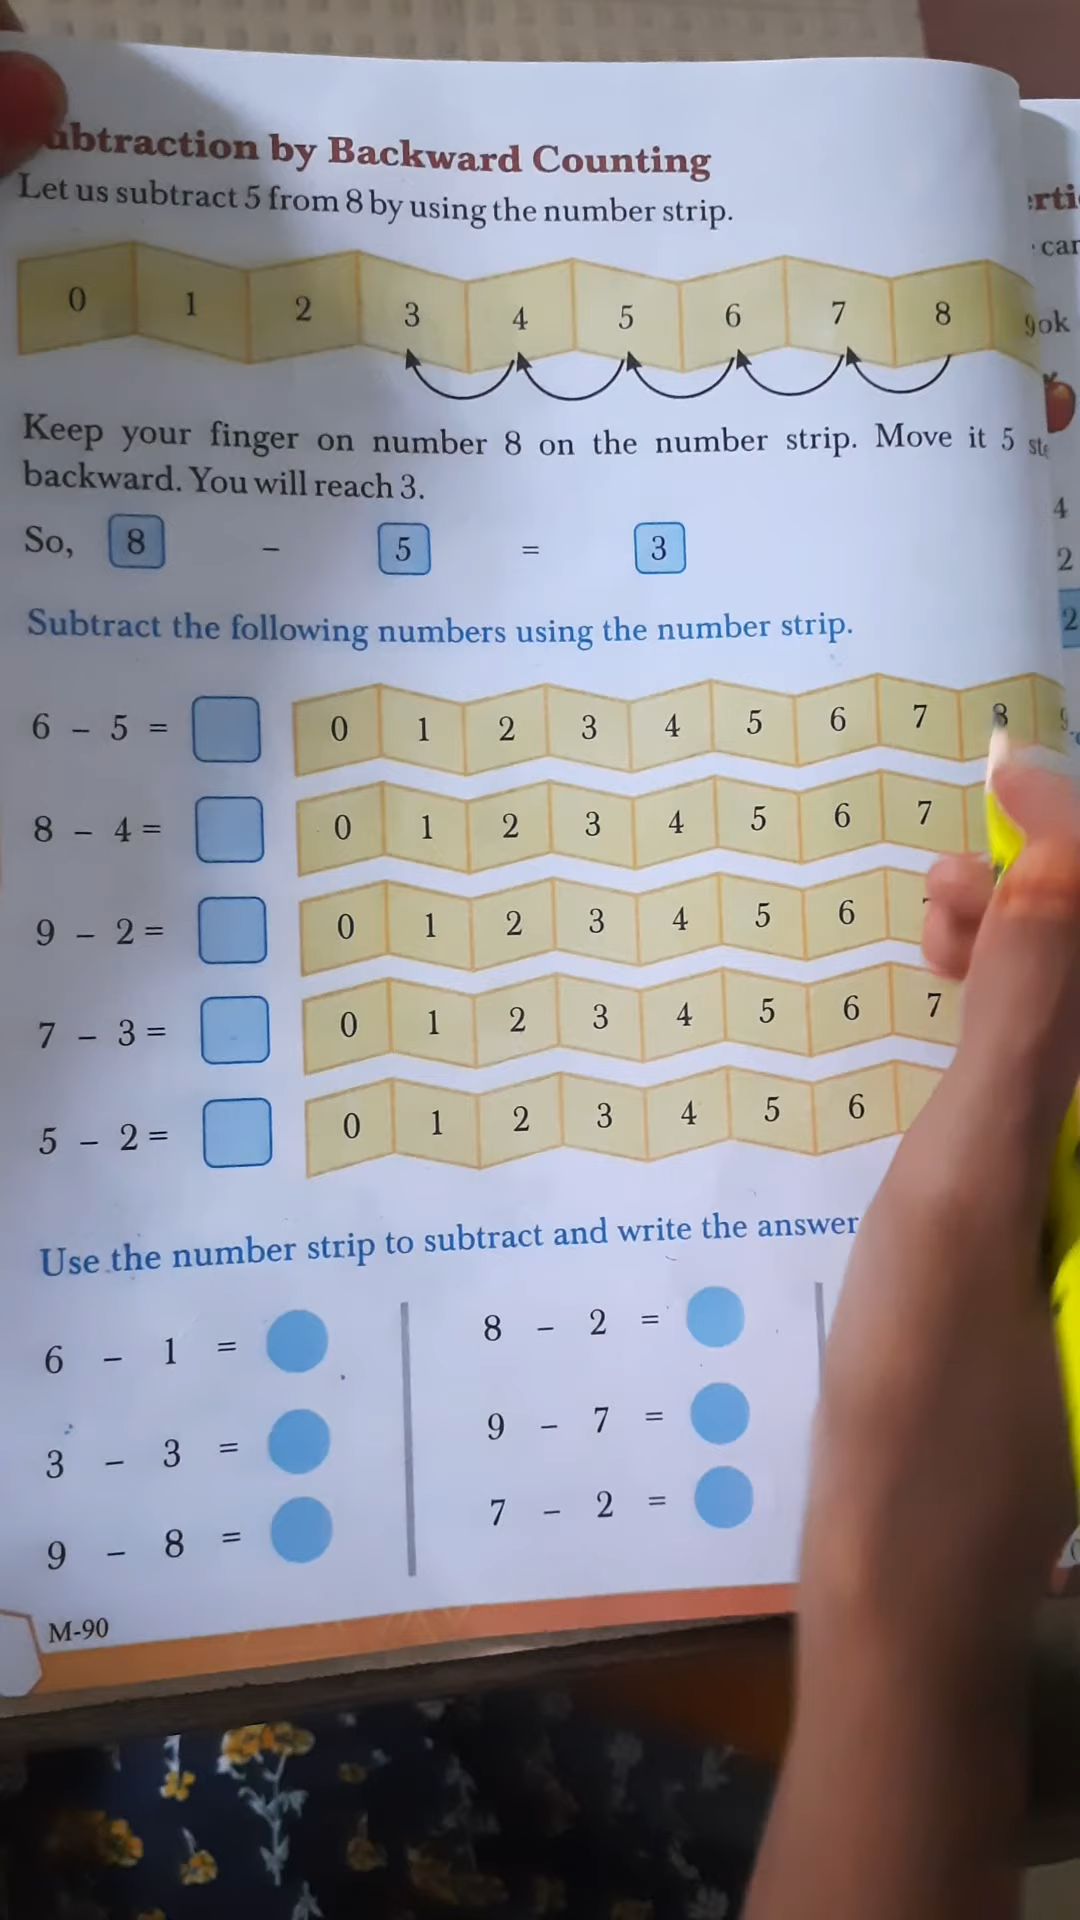 ubtraction by Backward Counting
Let us subtract 5 from 8 by using the number strip.
0 1 2 3 4 5 6 7 8
Keep your finger on number 8 on the number strip. Move it 5
backward. You will reach 3.
So, 8 - 5 = 3
Subtract the following numbers using the number strip.
6 - 5 = 0 1 2 3 4 5 6 7 8
8 - 4 = 0 1 2 3 4 5 6 7
9 - 2 = 0 1 2 3 4 5 6
7 - 3 = 0 1 2 3 4 5 6 7
5 - 2 = 0 1 2 3 4 5 6
Use the number strip to subtract and write the answer
6 - 1 = 8 - 2 =
3 - 3 = 9 - 7 =
9 - 8 = 7 - 2 =
M-90
4
2
2